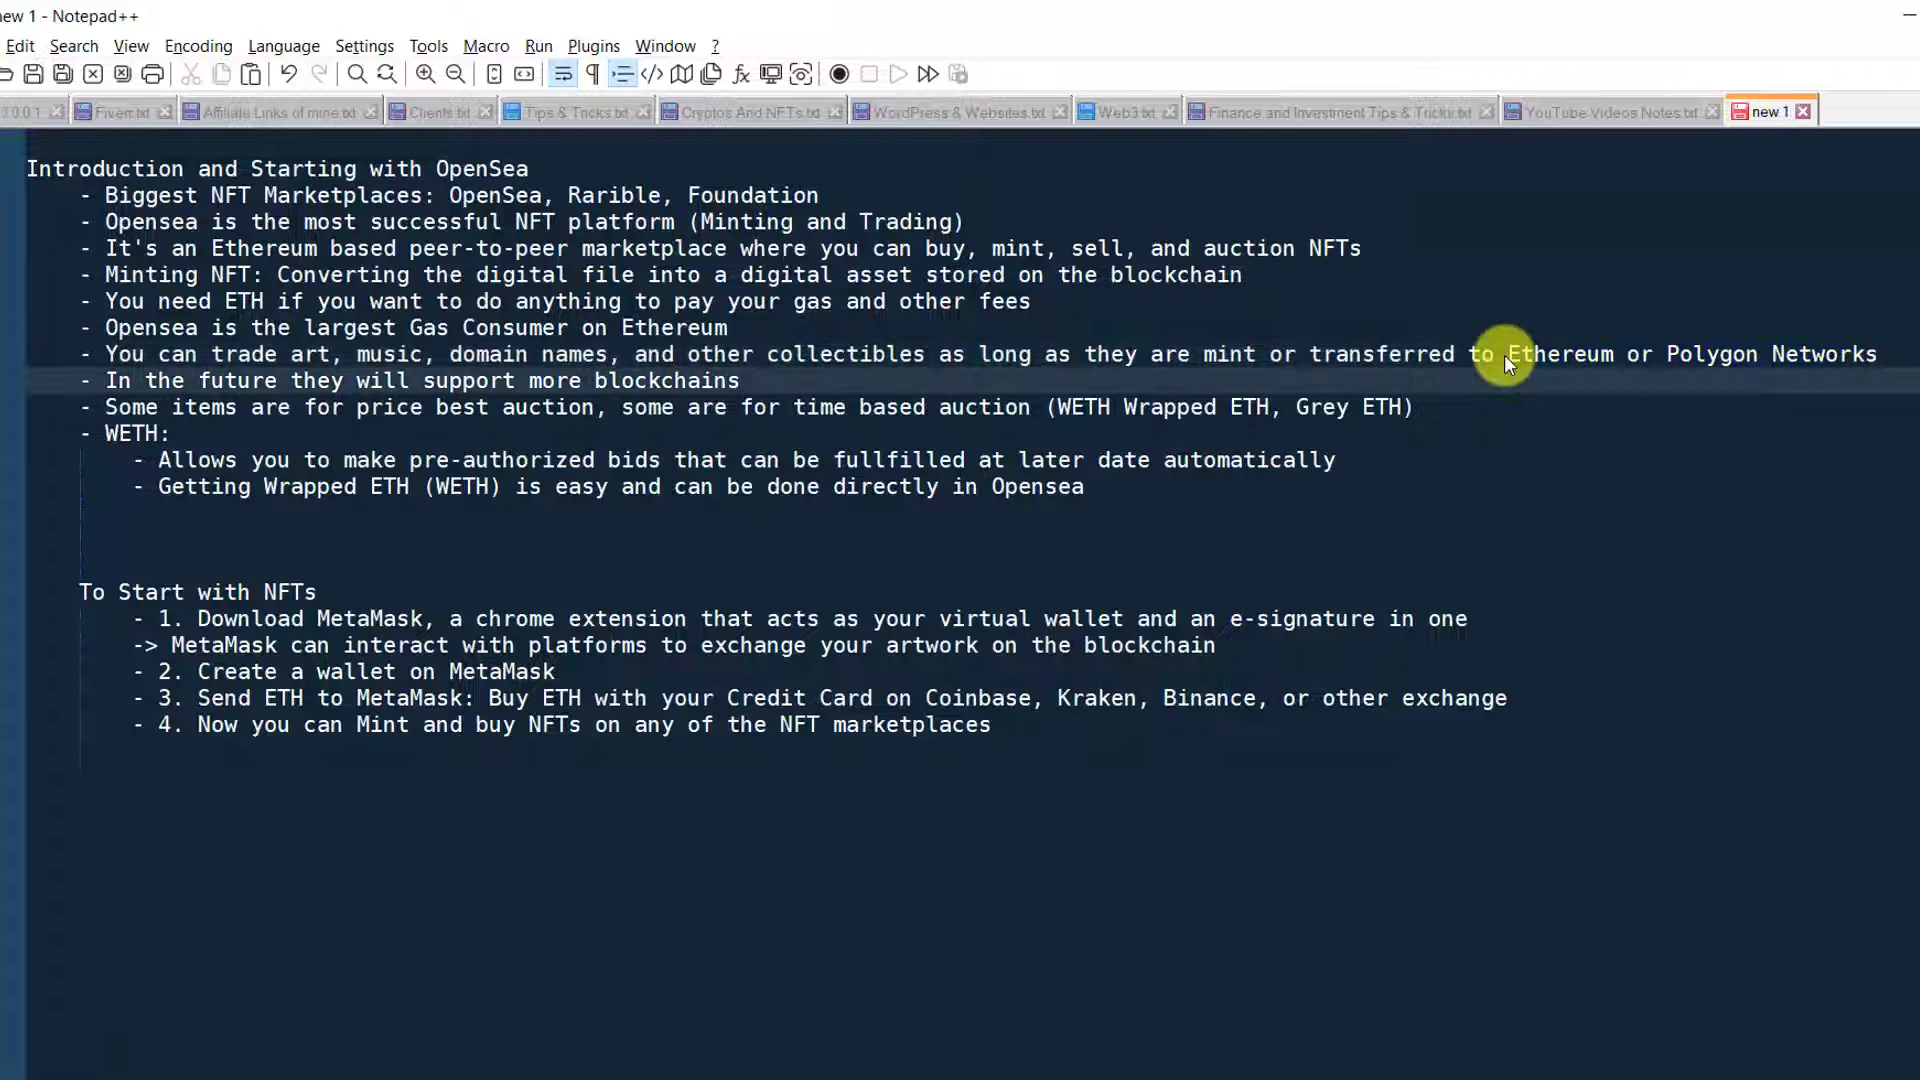 new 1 - Notepad++
Edit Search View Encoding Language Settings Tools Macro Run Plugins Window ?
3.0.0.1 Fiverr.txt Affiliate Links of mine.txt Clients.txt Tips & Tricks.txt Cryptos And NFTs.txt WordPress & Websites.txt Web3.txt Finance and Investment Tips & Tricks.txt YouTube Videos Notes.txt new 1
Introduction and Starting with OpenSea
- Biggest NFT Marketplaces: OpenSea, Rarible, Foundation
- Opensea is the most successful NFT platform (Minting and Trading)
- It's an Ethereum based peer-to-peer marketplace where you can buy, mint, sell, and auction NFTs
- Minting NFT: Converting the digital file into a digital asset stored on the blockchain
- You need ETH if you want to do anything to pay your gas and other fees
- Opensea is the largest Gas Consumer on Ethereum
- You can trade art, music, domain names, and other collectibles as long as they are mint or transferred to Ethereum or Polygon Networks
- In the future they will support more blockchains
- Some items are for price best auction, some are for time based auction (WETH Wrapped ETH, Grey ETH)
- WETH:
- Allows you to make pre-authorized bids that can be fullfilled at later date automatically
- Getting Wrapped ETH (WETH) is easy and can be done directly in Opensea
To Start with NFTs
- 1. Download MetaMask, a chrome extension that acts as your virtual wallet and an e-signature in one
-> MetaMask can interact with platforms to exchange your artwork on the blockchain
- 2. Create a wallet on MetaMask
- 3. Send ETH to MetaMask: Buy ETH with your Credit Card on Coinbase, Kraken, Binance, or other exchange
- 4. Now you can Mint and buy NFTs on any of the NFT marketplaces